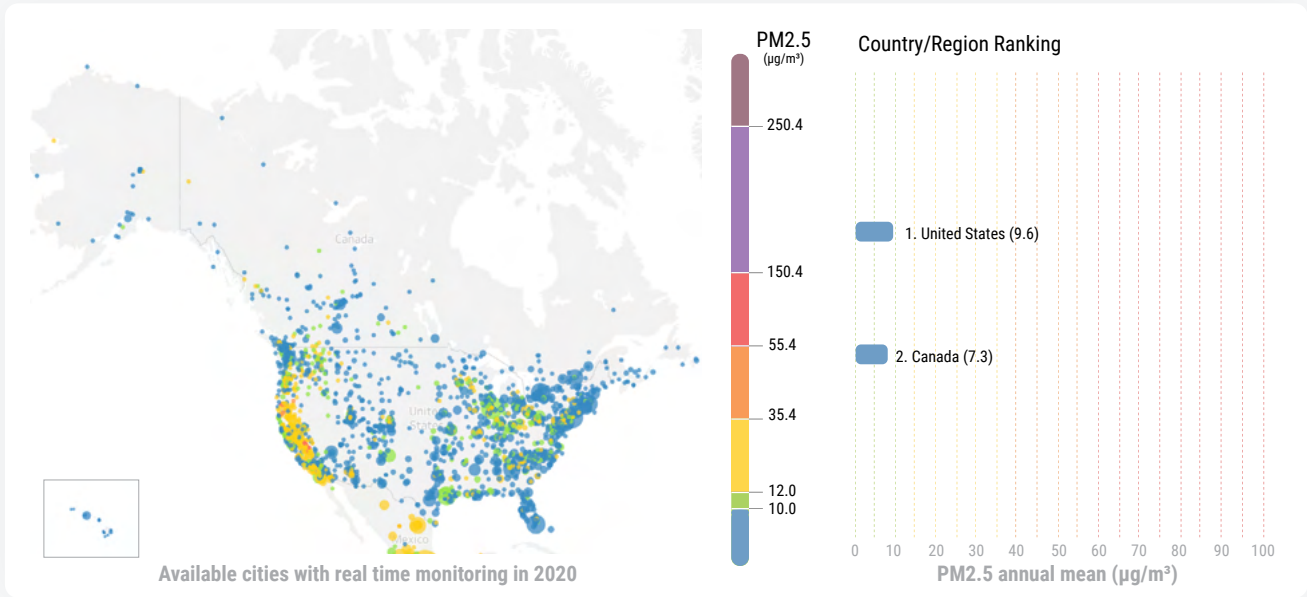 PM2.5
(µg/m³)
250.4
150.4
55.4
35.4
12.0
10.0
Canada
United
States
Mexico
Available cities with real time monitoring in 2020
Country/Region Ranking
1. United States (9.6)
2. Canada (7.3)
0 10 20 30 40 50 60 70 80 90 100
PM2.5 annual mean (µg/m³)